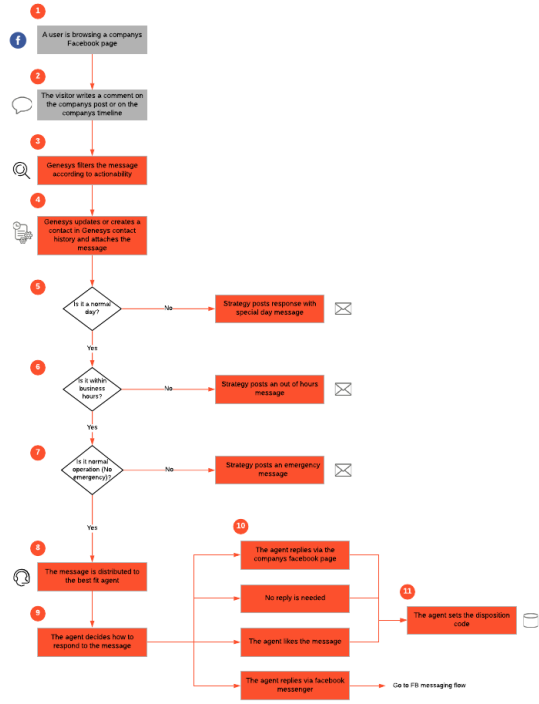 1
A user is browsing a companys
Facebook page
2
The visitor writes a comment on
the companys post or on the
companys timeline
3
Genesys filters the message
according to actionability
4
Genesys updates or creates a
contact in Genesys contact
history and attaches the
message
5
Is it a normal
day?
No
Strategy posts response with
special day message
Yes
6
Is it within
business
hours?
No
Strategy posts an out of hours
message
Yes
7
Is it normal
operation (No
emergency)?
No
Strategy posts an emergency
message
Yes
8
The message is distributed to
the best fit agent
9
The agent decides how to
respond to the message
10
The agent replies via the
companys facebook page
No reply is needed
The agent likes the message
The agent replies via facebook
messenger
Go to FB messaging flow
11
The agent sets the disposition
code